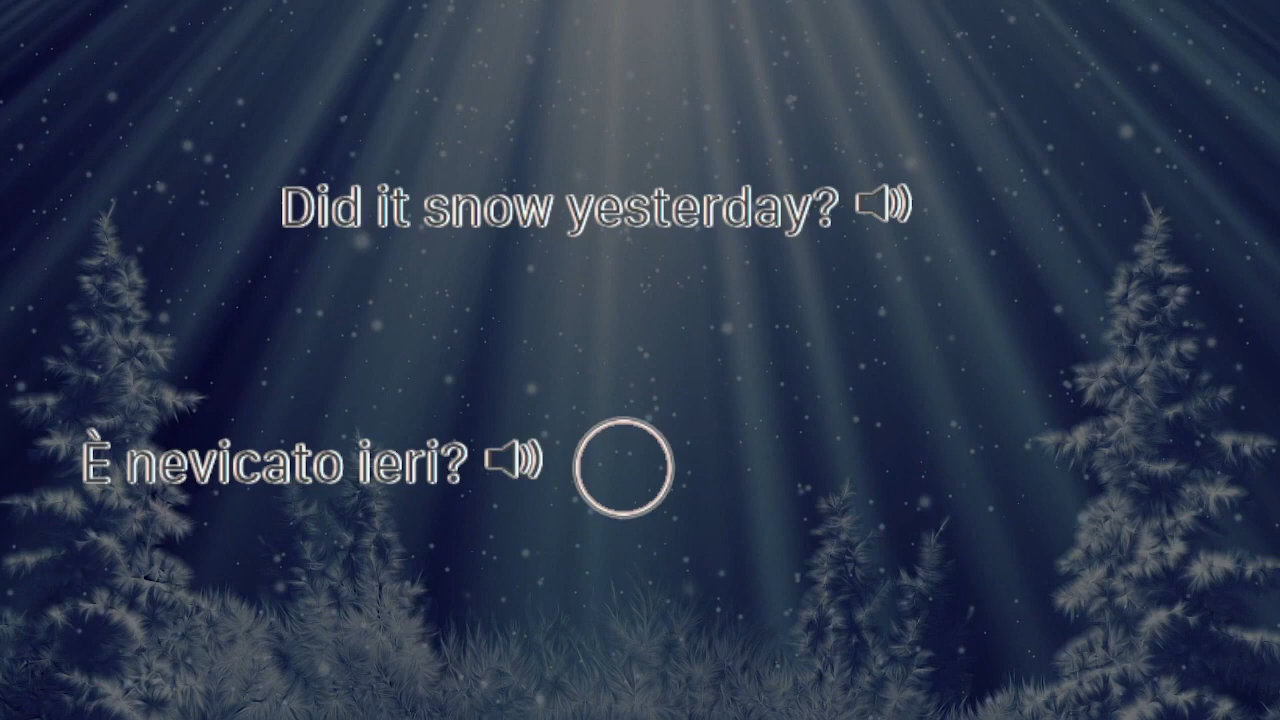 Did it snow yesterday?
È nevicato ieri?